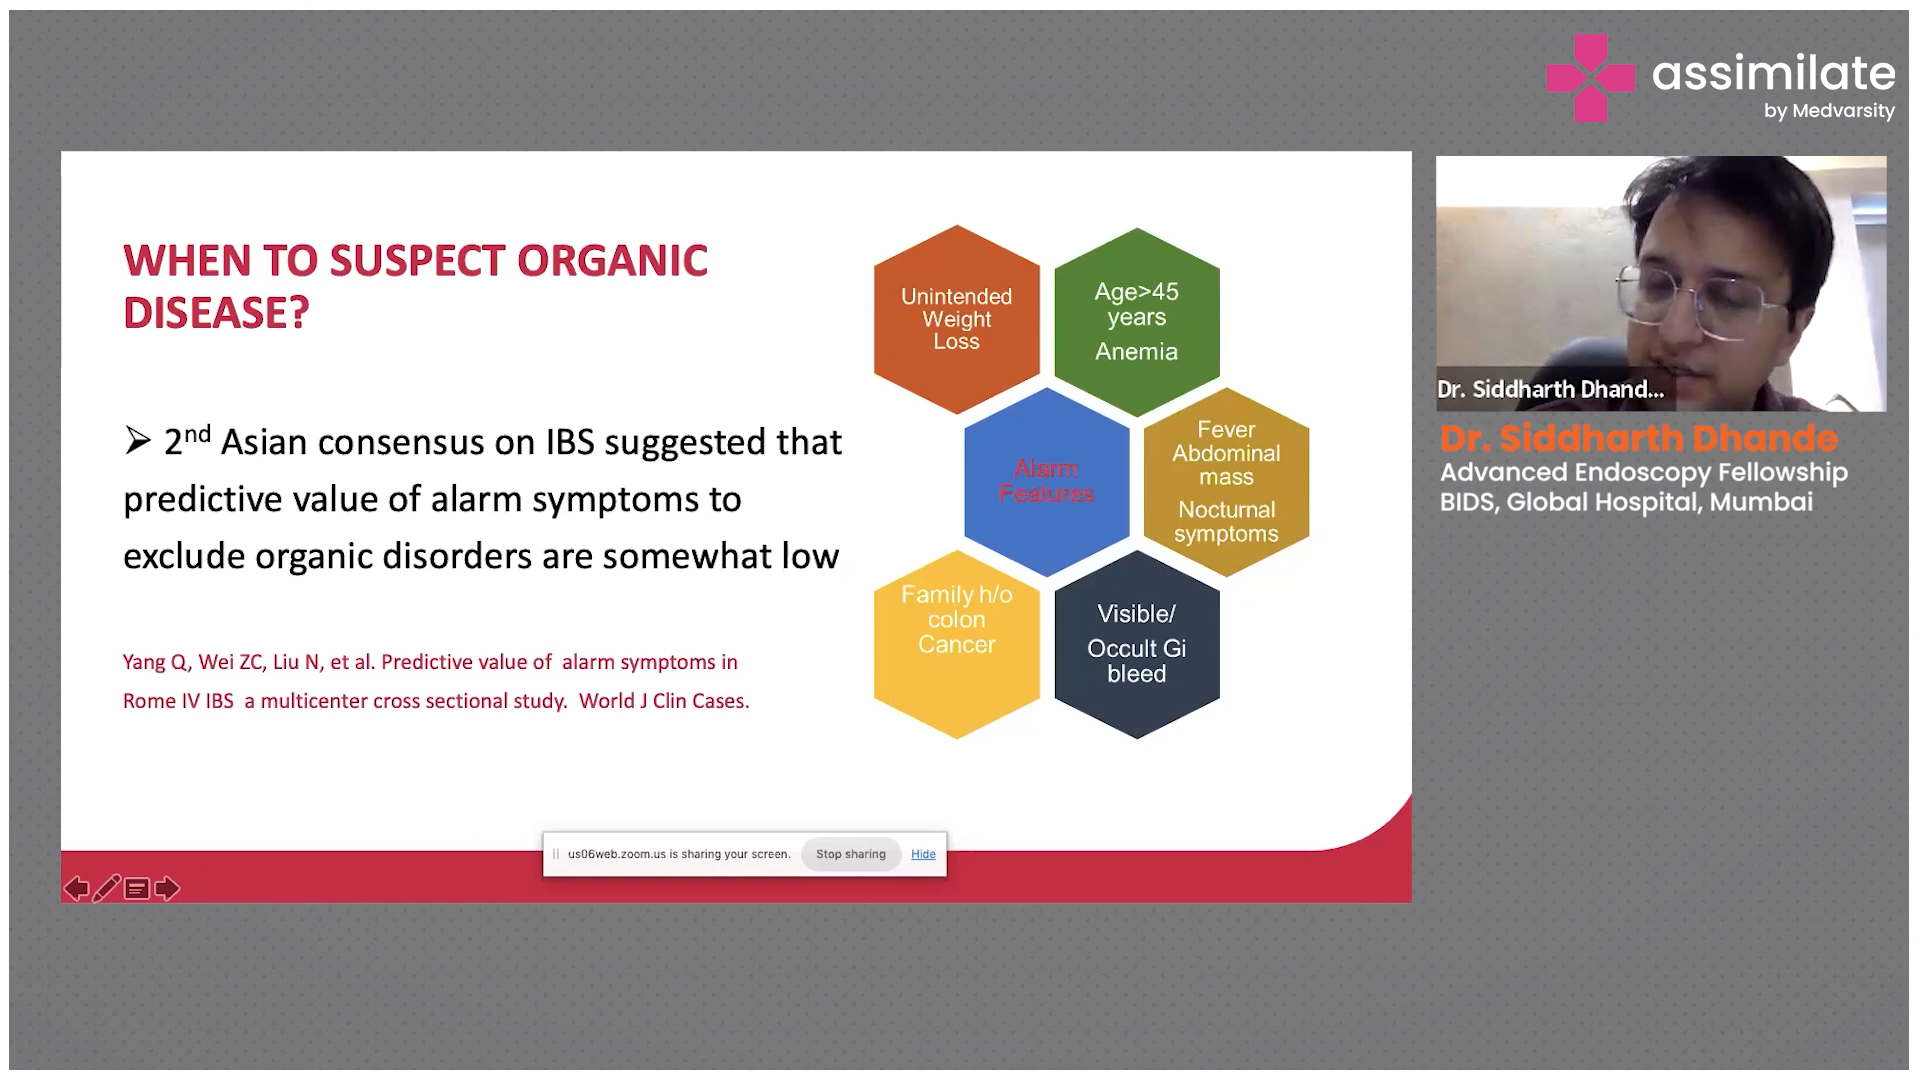 assimilate
by Medvarsity
WHEN TO SUSPECT ORGANIC
DISEASE?
➢ 2nd Asian consensus on IBS suggested that
predictive value of alarm symptoms to
exclude organic disorders are somewhat low
Yang Q, Wei ZC, Liu N, et al. Predictive value of alarm symptoms in
Rome IV IBS a multicenter cross sectional study. World J Clin Cases.
Unintended
Weight
Loss
Age>45
years
Anemia
Alarm
Features
Fever
Abdominal
mass
Nocturnal
symptoms
Family h/o
colon
Cancer
Visible/
Occult Gi
bleed
us06web.zoom.us is sharing your screen.
Stop sharing
Hide
Dr. Siddharth Dhand...
Dr. Siddharth Dhande
Advanced Endoscopy Fellowship
BIDS, Global Hospital, Mumbai